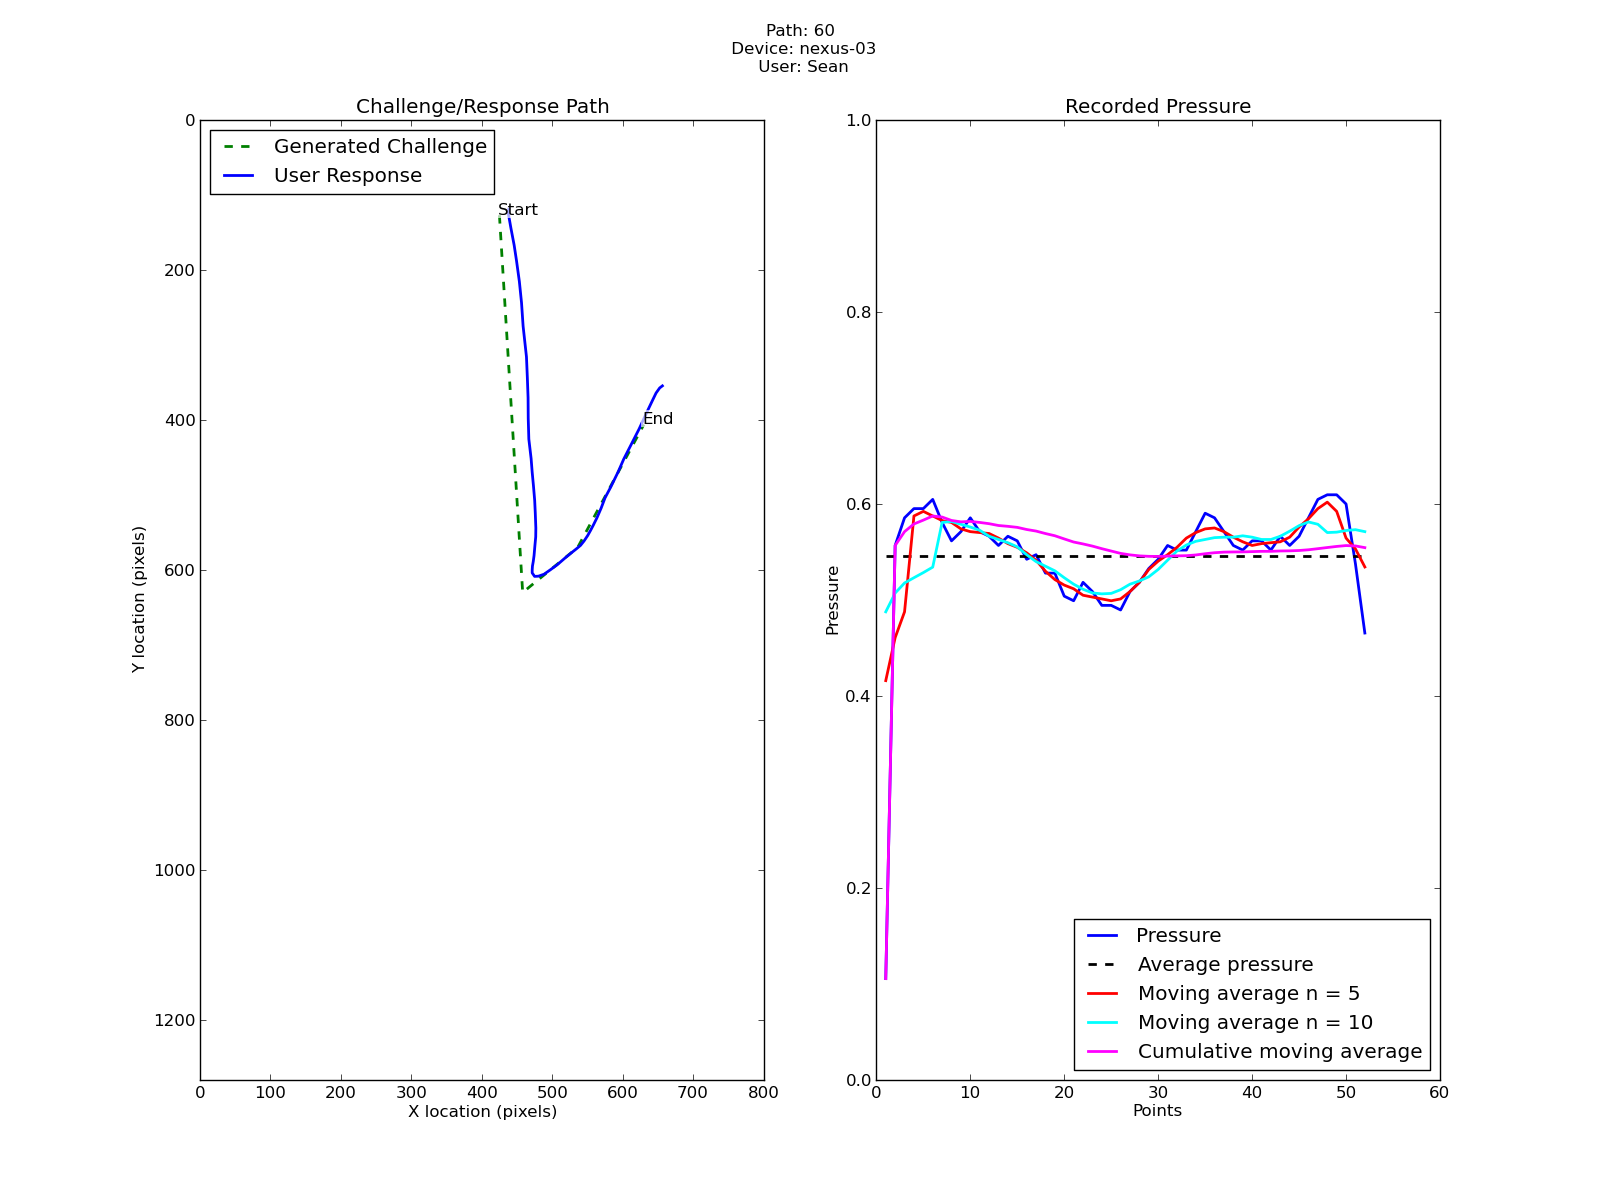 Path: 60
Device: nexus-03
User: Sean
Challenge/Response Path
Generated Challenge
User Response
Start
End
0
200
400
600
800
1000
1200
Y location (pixels)
0 100 200 300 400 500 600 700 800
X location (pixels)
Recorded Pressure
1.0
0.8
0.6
0.4
0.2
0.0
Pressure
Pressure
Average pressure
Moving average n = 5
Moving average n = 10
Cumulative moving average
0 10 20 30 40 50 60
Points